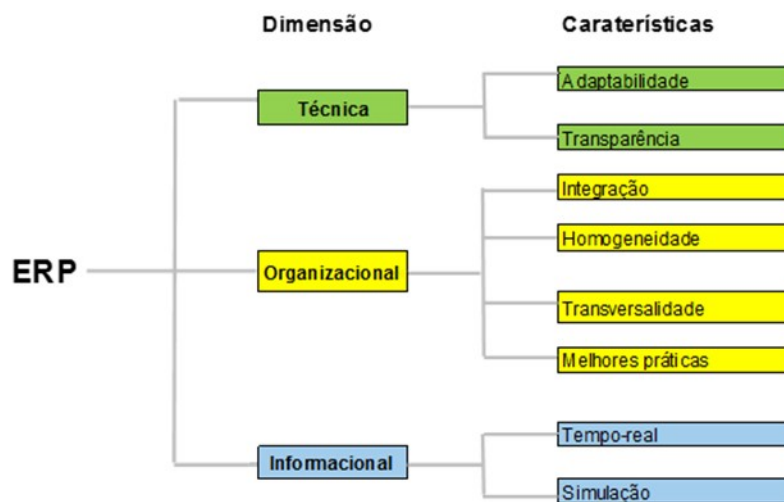 Dimensão
Caraterísticas
Adaptabilidade
Técnica
Transparência
Integração
Homogeneidade
ERP
Organizacional
Transversalidade
Melhores práticas
Tempo-real
Informacional
Simulação